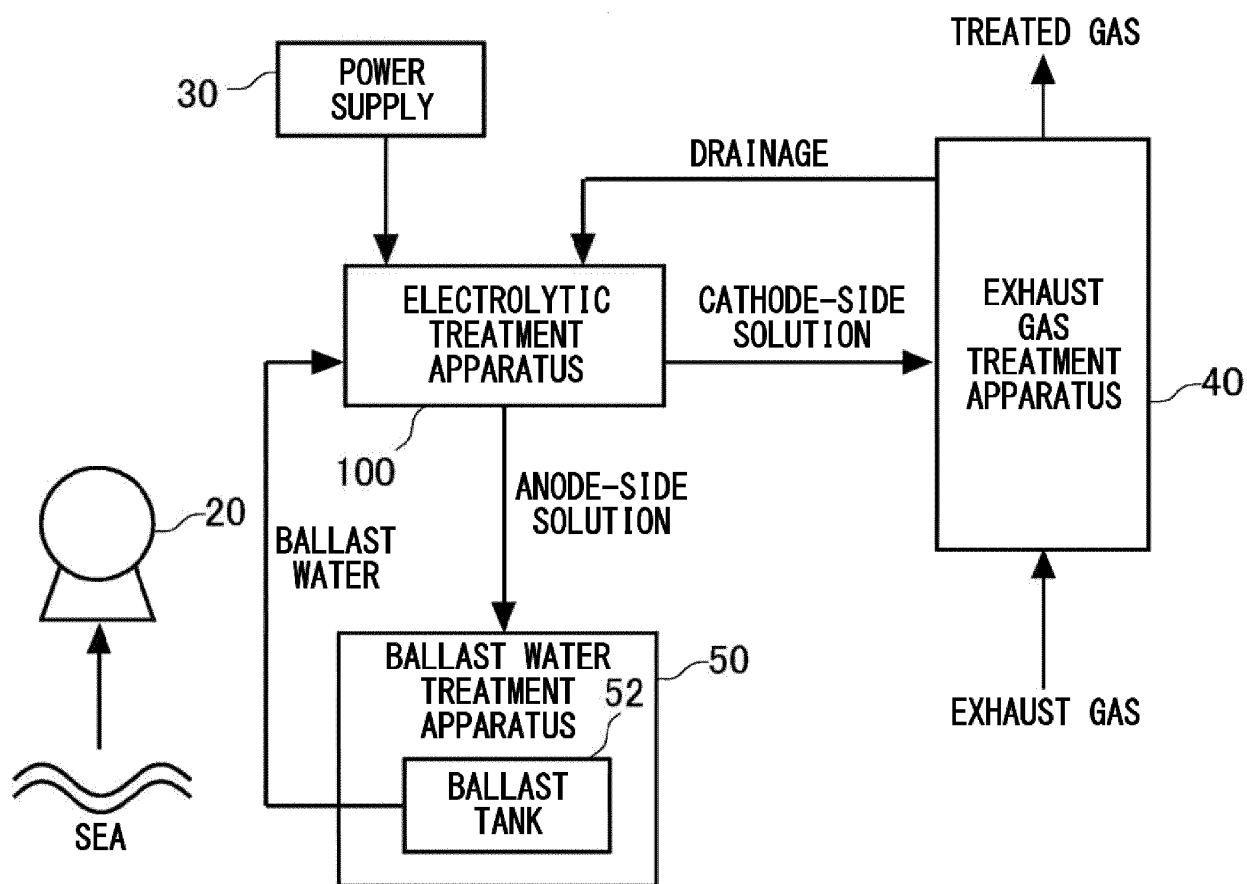 TREATED GAS
POWER
SUPPLY
30
DRAINAGE
ELECTROLYTIC
TREATMENT
APPARATUS
CATHODE-SIDE
SOLUTION
EXHAUST
GAS
TREATMENT
APPARATUS
40
100
20
BALLAST
WATER
ANODE-SIDE
SOLUTION
BALLAST WATER
TREATMENT
APPARATUS
50
52
EXHAUST GAS
BALLAST
TANK
SEA